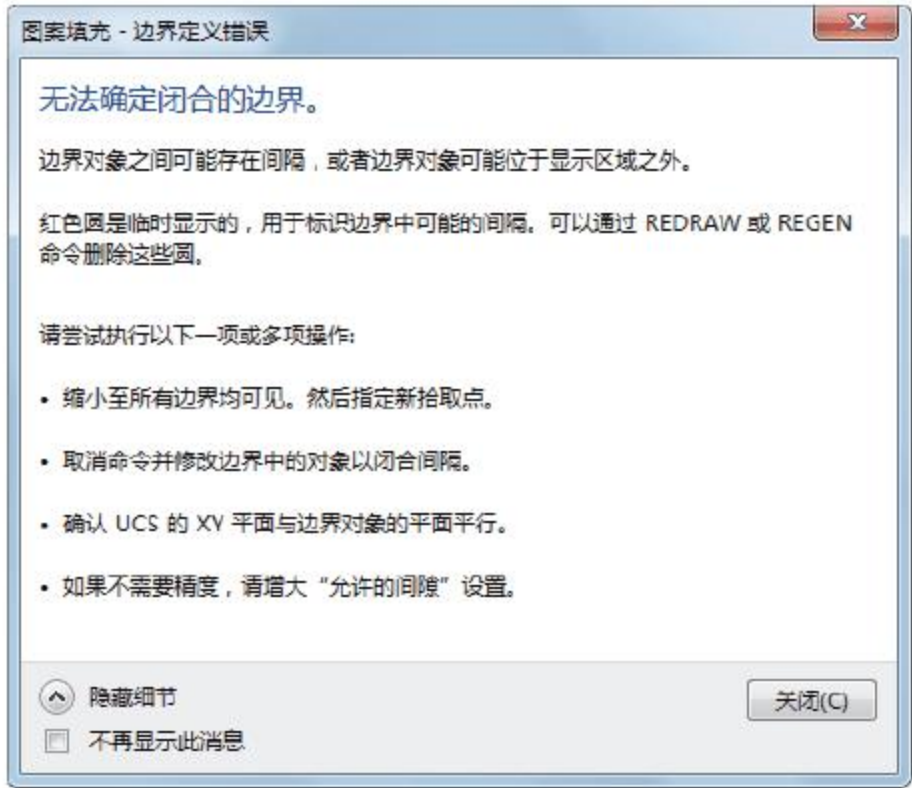 图案填充 - 边界定义错误
无法确定闭合的边界。
边界对象之间可能存在间隔，或者边界对象可能位于显示区域之外。
红色圆是临时显示的，用于标识边界中可能的间隔。可以通过 REDRAW 或 REGEN
命令删除这些圆。
请尝试执行以下一项或多项操作:
• 缩小至所有边界均可见。然后指定新拾取点。
• 取消命令并修改边界中的对象以闭合间隔。
• 确认 UCS 的 XY 平面与边界对象的平面平行。
• 如果不需要精度，请增大“允许的间隙”设置。
隐藏细节
关闭(C)
不再显示此消息